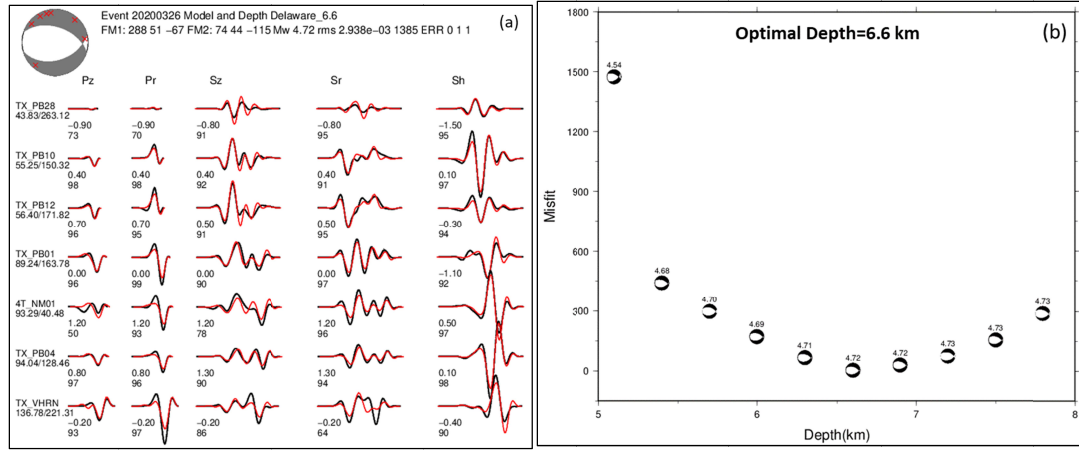 Event 20200326 Model and Depth Delaware_6.6
FM1: 288 51 −67 FM2: 74 44 −115 Mw 4.72 rms 2.938e−03 1385 ERR 0 1 1
(a)
Pz Pr Sz Sr Sh
TX_PB28
43.83/263.12
−0.90 −0.90 −0.80 −0.80 −1.50
73 70 91 95 95
TX_PB10
55.25/150.32
0.40 0.40 0.40 0.40 0.10
98 98 92 91 97
TX_PB12
56.40/171.82
0.70 0.70 0.50 0.50 −0.30
96 95 91 95 94
TX_PB01
89.24/163.78
0.00 0.00 0.00 0.00 −1.10
96 99 90 97 92
4T_NM01
93.29/40.48
1.20 1.20 1.20 1.20 0.50
50 93 78 96 97
TX_PB04
94.04/128.46
0.80 0.80 1.30 1.30 0.10
97 96 90 94 98
TX_VHRN
136.78/221.31
−0.20 −0.20 −0.20 −0.20 −0.40
93 97 86 64 90
Optimal Depth=6.6 km
(b)
1800
1500
1200
900
600
300
0
Misfit
4.54
4.68
4.70
4.69
4.71
4.72
4.72
4.73
4.73
4.73
5 6 7 8
Depth(km)